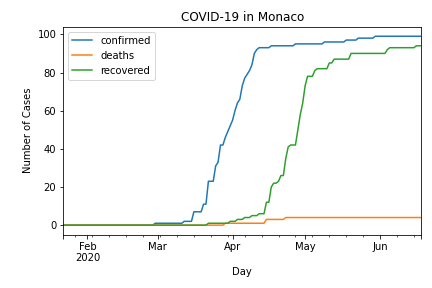 COVID-19 in Monaco
confirmed
deaths
recovered
Number of Cases
100
80
60
40
20
0
Feb
2020
Mar
Apr
May
Jun
Day